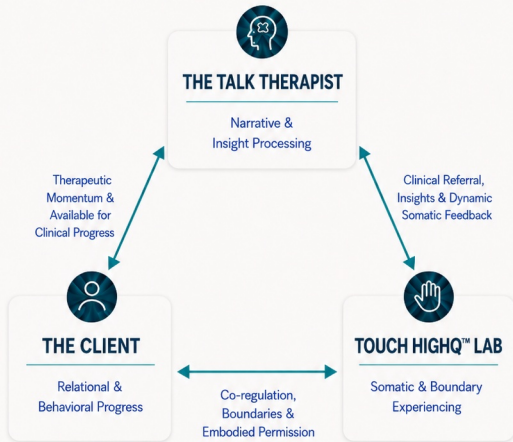 THE TALK THERAPIST
Narrative &
Insight Processing
Therapeutic
Momentum &
Available for
Clinical Progress
Clinical Referral,
Insights & Dynamic
Somatic Feedback
THE CLIENT
Relational &
Behavioral Progress
Co-regulation,
Boundaries &
Embodied Permission
TOUCH HIGHQ™ LAB
Somatic & Boundary
Experiencing